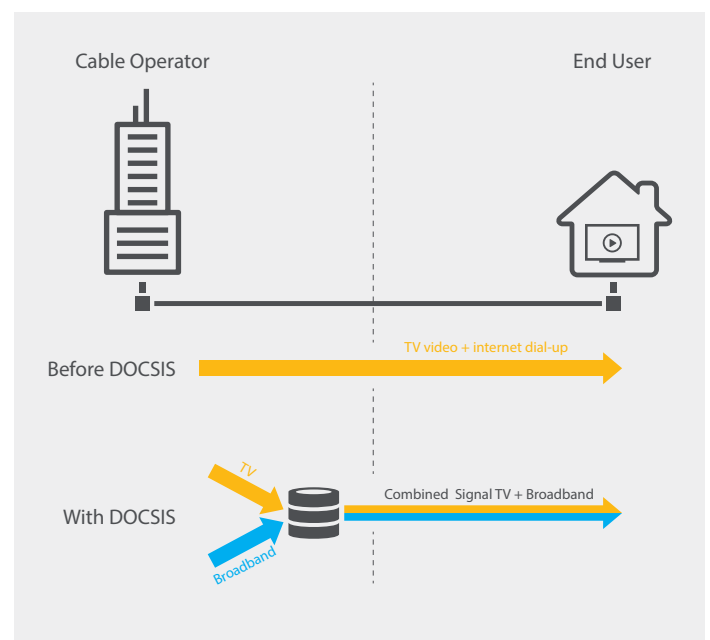 Cable Operator
End User
TV video + internet dial-up
Before DOCSIS
TV
Combined Signal TV + Broadband
With DOCSIS
Broadband